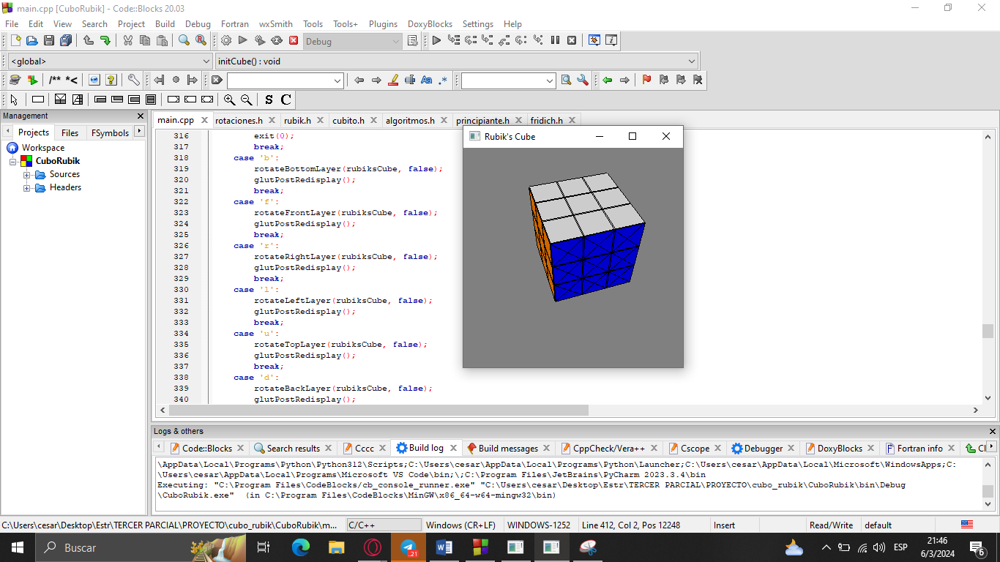 main.cpp [CuboRubik] - Code::Blocks 20.03
File Edit View Search Project Build Debug Fortran wxSmith Tools Tools+ Plugins DoxyBlocks Settings Help
Debug
<global> initCube() : void
/** *< Aa .*
S C
Management
Projects Files FSymbols
Workspace
CuboRubik
Sources
Headers
main.cpp rotaciones.h rubik.h cubito.h algoritmos.h principiante.h fridich.h
316 exit(0);
317 break;
318 case 'b':
319 rotateBottomLayer(rubiksCube, false);
320 glutPostRedisplay();
321 break;
322 case 'f':
323 rotateFrontLayer(rubiksCube, false);
324 glutPostRedisplay();
325 break;
326 case 'r':
327 rotateRightLayer(rubiksCube, false);
328 glutPostRedisplay();
329 break;
330 case 'l':
331 rotateLeftLayer(rubiksCube, false);
332 glutPostRedisplay();
333 break;
334 case 'u':
335 rotateTopLayer(rubiksCube, false);
336 glutPostRedisplay();
337 break;
338 case 'd':
339 rotateBackLayer(rubiksCube, false);
340 glutPostRedisplay();
Rubik's Cube
Logs & others
Code::Blocks Search results Cccc Build log Build messages CppCheck/Vera++ Cscope Debugger DoxyBlocks Fortran info Cl
\AppData\Local\Programs\Python\Python312\Scripts;C:\Users\cesar\AppData\Local\Programs\Python\Launcher;C:\Users\cesar\AppData\Local\Microsoft\WindowsApps;C:
\Users\cesar\AppData\Local\Programs\Microsoft VS Code\bin;\;C:\Program Files\JetBrains\PyCharm 2023.3.4\bin
Executing: "C:\Program Files\CodeBlocks/cb_console_runner.exe" "C:\Users\cesar\Desktop\Estr\TERCER PARCIAL\PROYECTO\cubo_rubik\CuboRubik\bin\Debug
\CuboRubik.exe" (in C:\Program Files\CodeBlocks\MinGW\x86_64-w64-mingw32\bin)
C:\Users\cesar\Desktop\Estr\TERCER PARCIAL\PROYECTO\cubo_rubik\CuboRubik\m... C/C++ Windows (CR+LF) WINDOWS-1252 Line 412, Col 2, Pos 12248 Insert Read/Write default
Buscar
21
ESP
21:46
6/3/2024
6